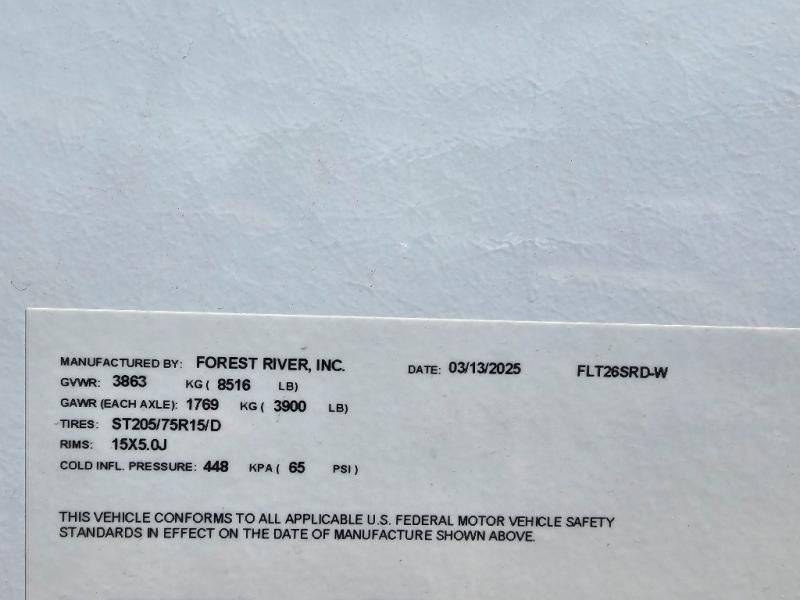 MANUFACTURED BY: FOREST RIVER, INC. DATE: 03/13/2025 FLT26SRD-W
GVWR: 3863 KG ( 8516 LB)
GAWR (EACH AXLE): 1769 KG ( 3900 LB)
TIRES: ST205/75R15/D
RIMS: 15X5.0J
COLD INFL. PRESSURE: 448 KPA ( 65 PSI )
THIS VEHICLE CONFORMS TO ALL APPLICABLE U.S. FEDERAL MOTOR VEHICLE SAFETY
STANDARDS IN EFFECT ON THE DATE OF MANUFACTURE SHOWN ABOVE.